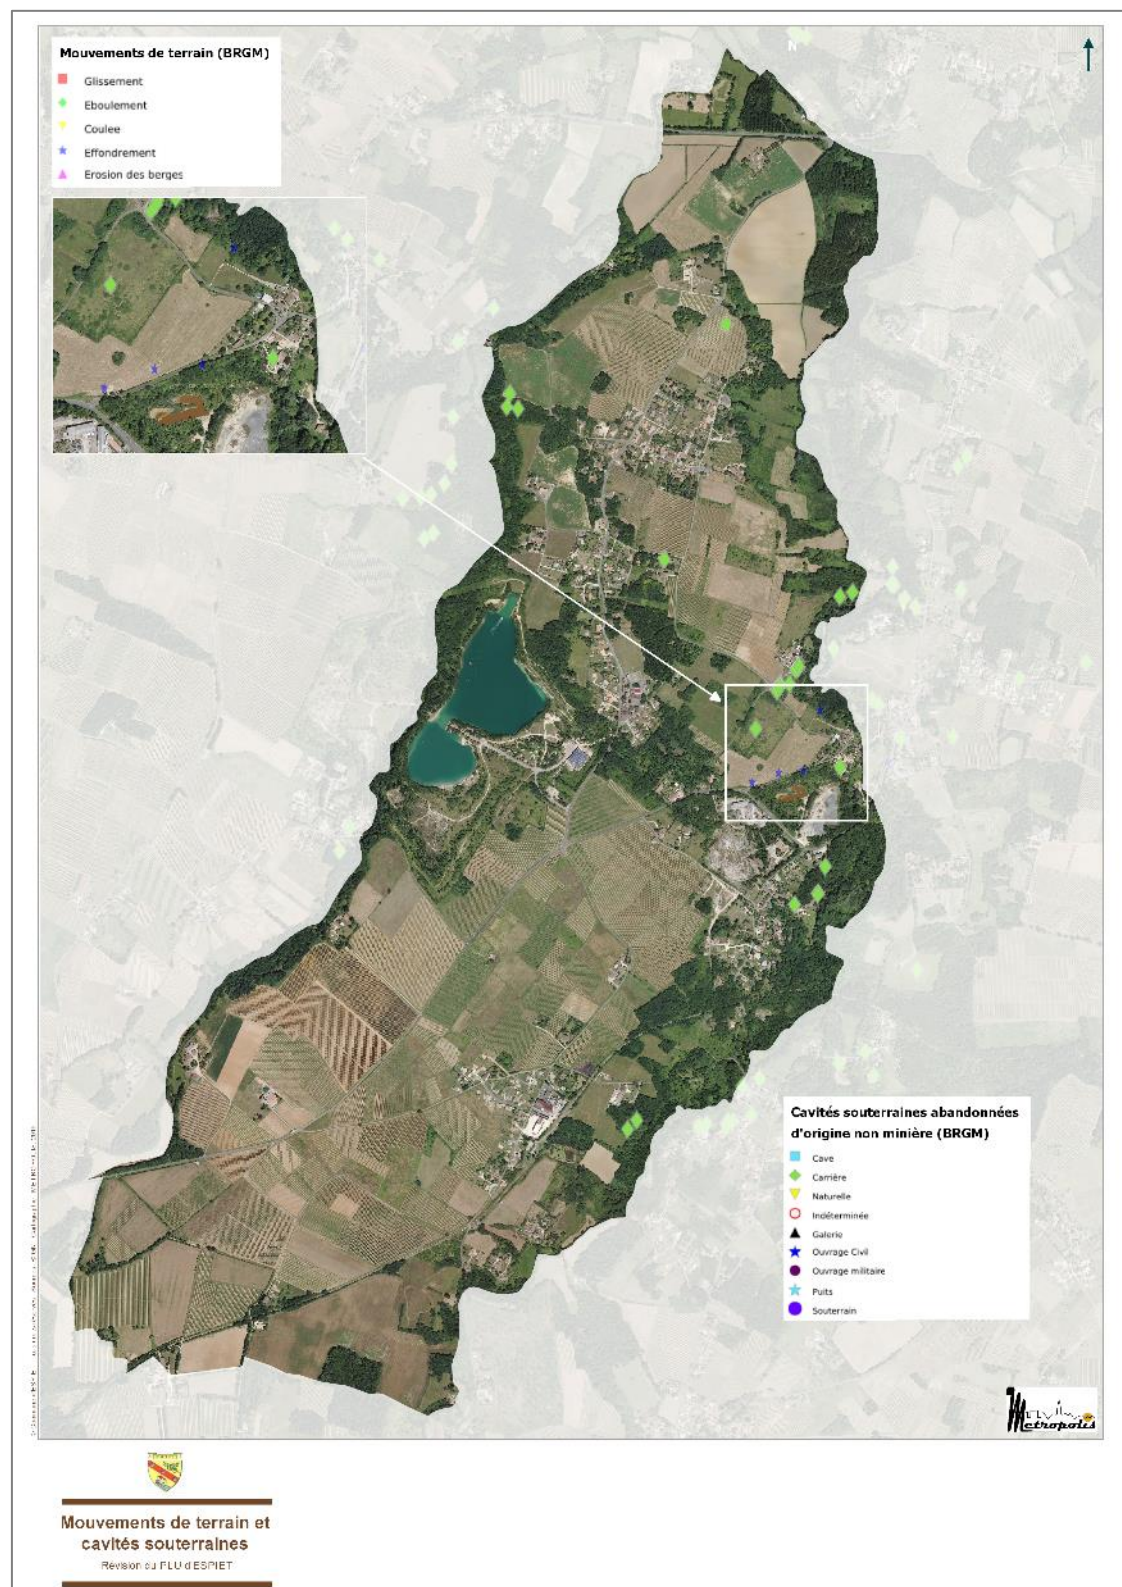 Mouvements de terrain (BRGM)
Glissement
Eboulement
Coulee
Effondrement
Erosion des berges
N
Cavités souterraines abandonnées
d'origine non minière (BRGM)
Cave
Carrière
Naturelle
Indéterminée
Galerie
Ouvrage Civil
Ouvrage militaire
Puits
Souterrain
Metropolis
Mouvements de terrain et
cavités souterraines
Révision du PLU d'ESPIET